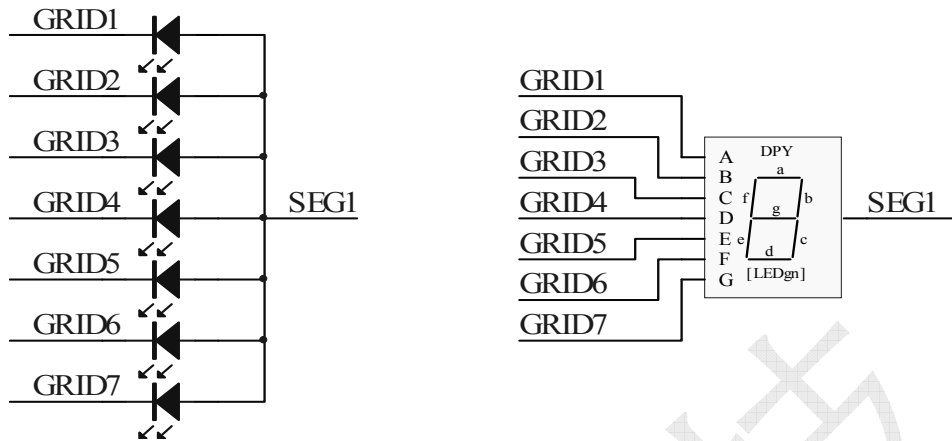 GRID1
GRID2
GRID3
GRID4
SEG1
GRID5
GRID6
GRID7
GRID1
GRID2
GRID3
GRID4
GRID5
GRID6
GRID7
A
B
C
D
E
F
G
DPY
a
f
b
g
e
c
d
[LEDgn]
SEG1